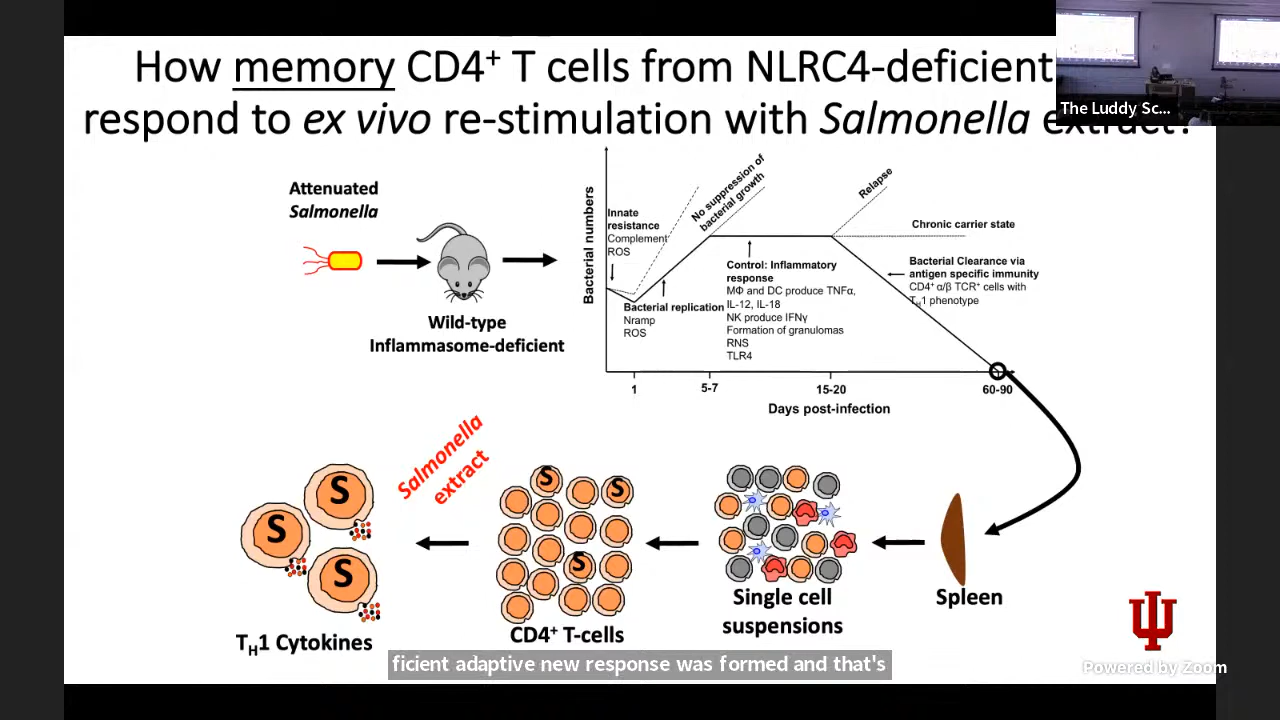 How memory CD4⁺ T cells from NLRC4-deficient
respond to ex vivo re-stimulation with Salmonella extract?
The Luddy Sc...
Attenuated
Salmonella
Wild-type
Inflammasome-deficient
Bacterial numbers
Innate
resistance
Complement
ROS
No suppression of
bacterial growth
Relapse
Chronic carrier state
Bacterial replication
Nramp
ROS
Control: Inflammatory
response
MΦ and DC produce TNFα,
IL-12, IL-18
NK produce IFNγ
Formation of granulomas
RNS
TLR4
Bacterial Clearance via
antigen specific immunity
CD4⁺ α/β TCR⁺ cells with
TH1 phenotype
1
5-7
15-20
60-90
Days post-infection
Salmonella
extract
S
S
S
S
S
S
TH1 Cytokines
CD4⁺ T-cells
Single cell
suspensions
Spleen
ficient adaptive new response was formed and that's
Powered by Zoom